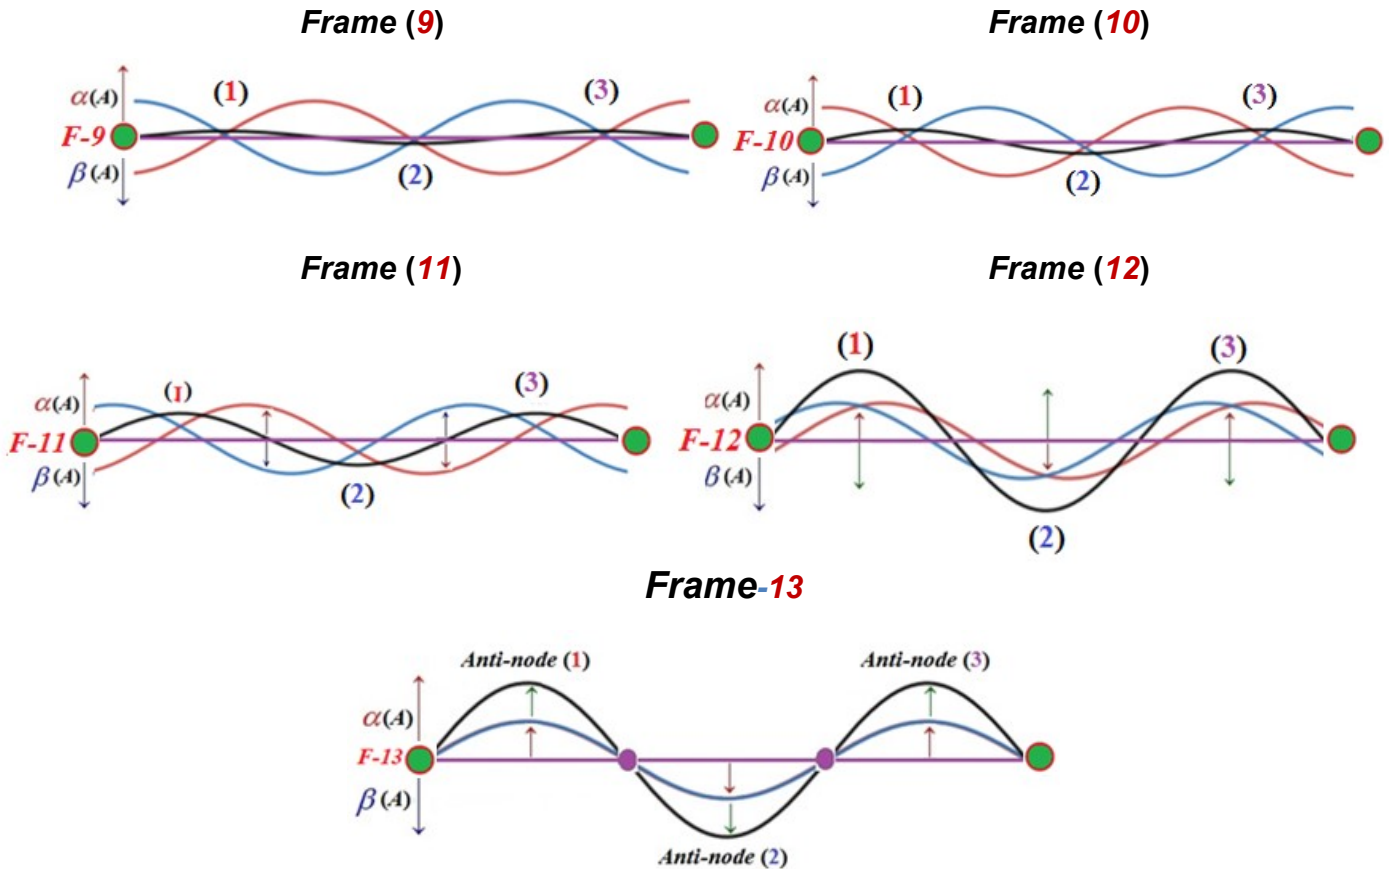 Frame (9)
Frame (10)
α(A)
(1)
(3)
F-9
β(A)
(2)
α(A)
(1)
(3)
F-10
β(A)
(2)
Frame (11)
Frame (12)
α(A)
(I)
(3)
F-11
β(A)
(2)
(1)
(3)
α(A)
F-12
β(A)
(2)
Frame-13
Anti-node (1)
Anti-node (3)
α(A)
F-13
β(A)
Anti-node (2)